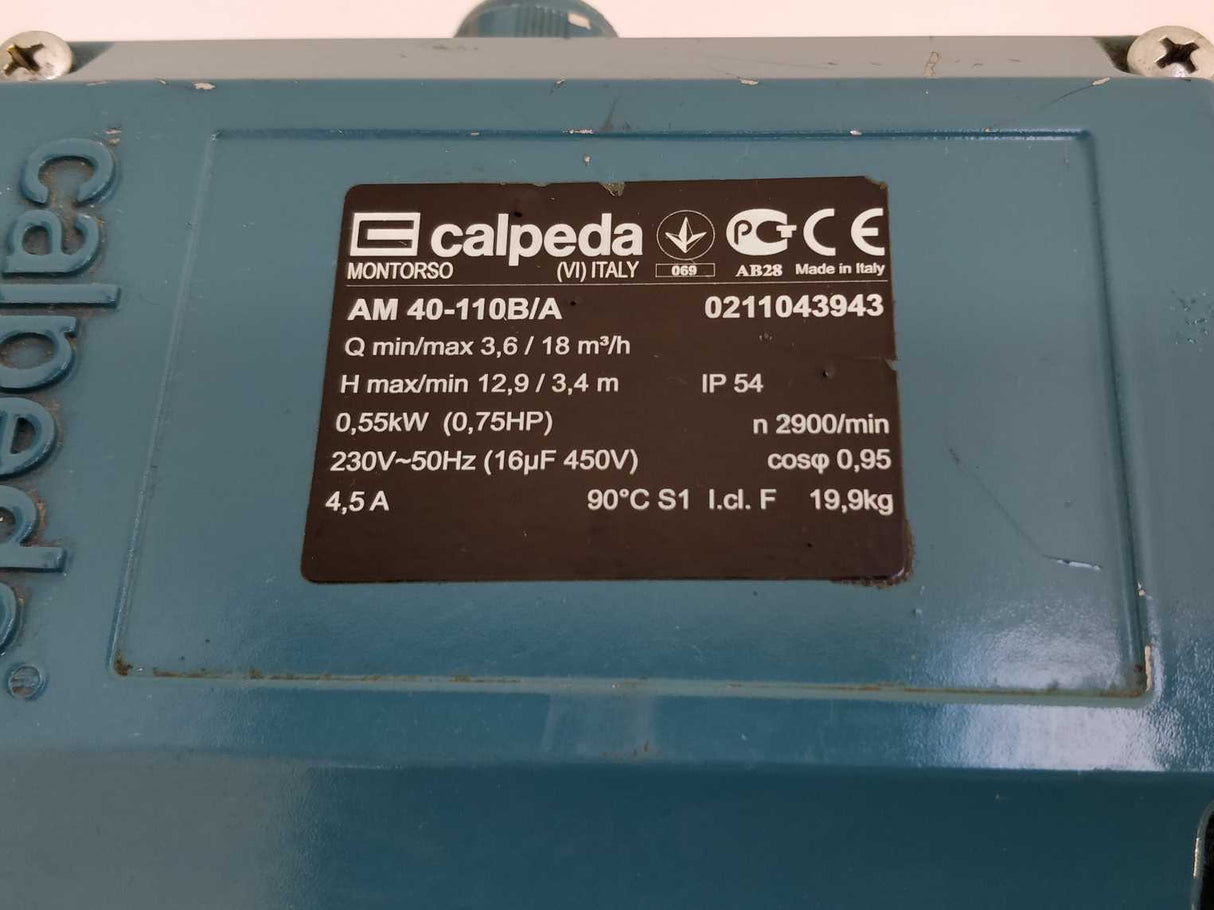 calpeda
calpeda
MONTORSO (VI) ITALY 069 AB28 Made in Italy
AM 40-110B/A 0211043943
Q min/max 3,6 / 18 m³/h
H max/min 12,9 / 3,4 m IP 54
0,55kW (0,75HP) n 2900/min
230V~50Hz (16µF 450V) cosφ 0,95
4,5 A 90°C S1 I.cl. F 19,9kg